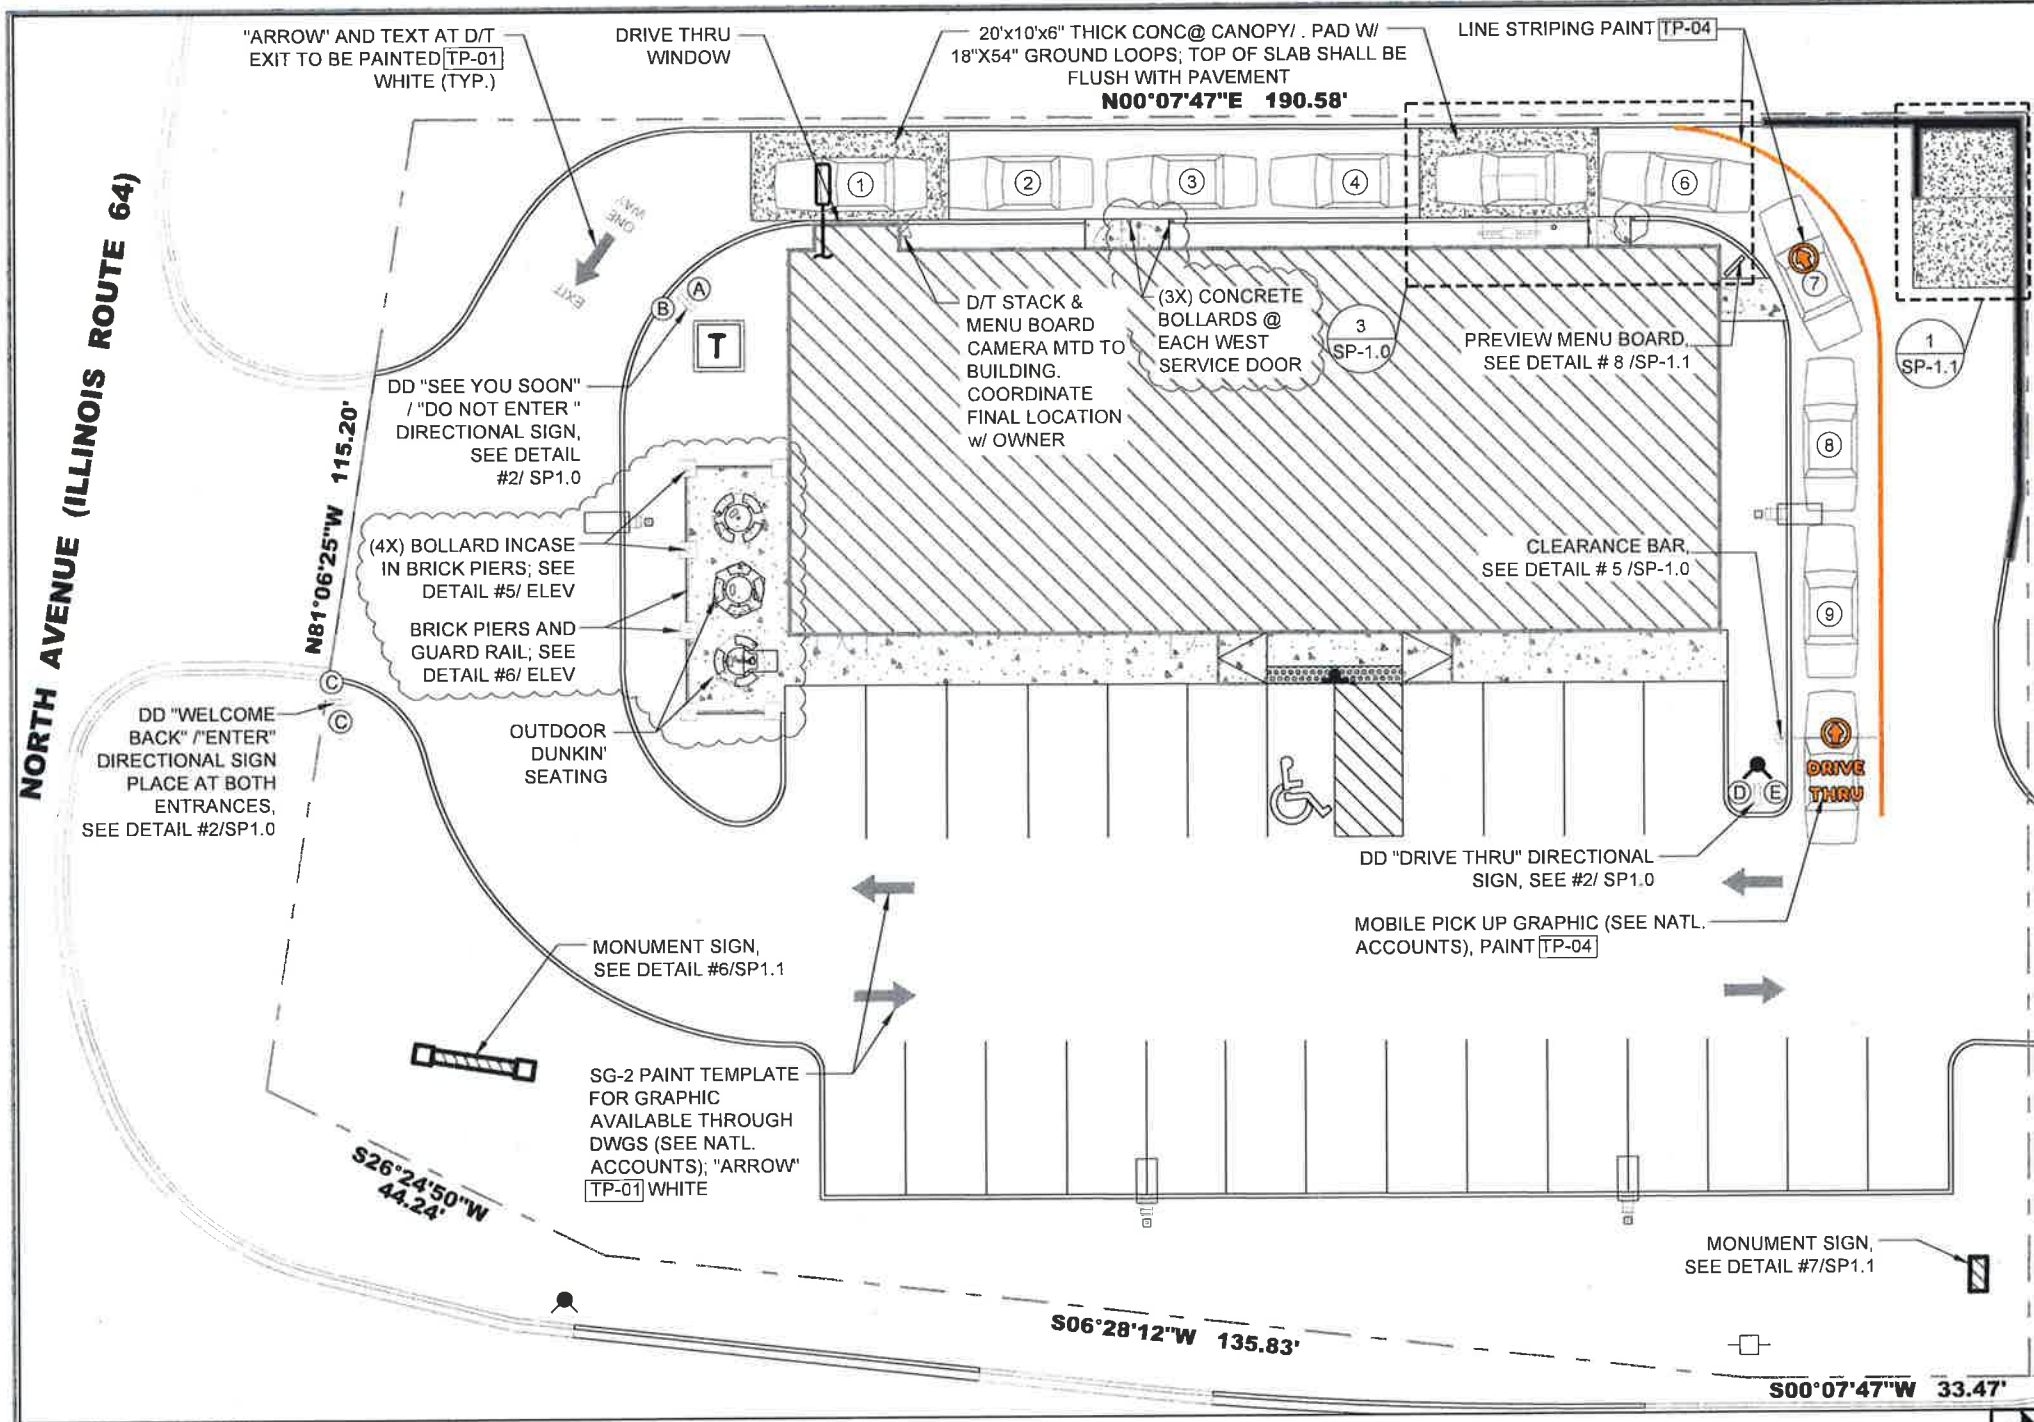 "ARROW" AND TEXT AT D/T
EXIT TO BE PAINTED TP-01
WHITE (TYP.)
DRIVE THRU
WINDOW
20'x10'x6" THICK CONC@ CANOPY/ . PAD W/
18"X54" GROUND LOOPS; TOP OF SLAB SHALL BE
FLUSH WITH PAVEMENT
N00°07'47"E 190.58'
LINE STRIPING PAINT TP-04
NORTH AVENUE (ILLINOIS ROUTE 64)
ONE
WAY
EXIT
1
2
3
4
6
7
8
9
A
B
T
D/T STACK &
MENU BOARD
CAMERA MTD TO
BUILDING.
COORDINATE
FINAL LOCATION
w/ OWNER
(3X) CONCRETE
BOLLARDS @
EACH WEST
SERVICE DOOR
3
SP-1.0
PREVIEW MENU BOARD,
SEE DETAIL # 8 /SP-1.1
1
SP-1.1
DD "SEE YOU SOON"
/ "DO NOT ENTER "
DIRECTIONAL SIGN,
SEE DETAIL
#2/ SP1.0
N81°06'25"W 115.20'
(4X) BOLLARD INCASE
IN BRICK PIERS; SEE
DETAIL #5/ ELEV
BRICK PIERS AND
GUARD RAIL; SEE
DETAIL #6/ ELEV
CLEARANCE BAR,
SEE DETAIL # 5 /SP-1.0
C
C
DD "WELCOME
BACK" /"ENTER"
DIRECTIONAL SIGN
PLACE AT BOTH
ENTRANCES,
SEE DETAIL #2/SP1.0
OUTDOOR
DUNKIN'
SEATING
DRIVE
THRU
D
E
DD "DRIVE THRU" DIRECTIONAL
SIGN, SEE #2/ SP1.0
MOBILE PICK UP GRAPHIC (SEE NATL.
ACCOUNTS), PAINT TP-04
MONUMENT SIGN,
SEE DETAIL #6/SP1.1
SG-2 PAINT TEMPLATE
FOR GRAPHIC
AVAILABLE THROUGH
DWGS (SEE NATL.
ACCOUNTS); "ARROW"
TP-01 WHITE
S26°24'50"W
44.24'
MONUMENT SIGN,
SEE DETAIL #7/SP1.1
S06°28'12"W 135.83'
S00°07'47"W 33.47'